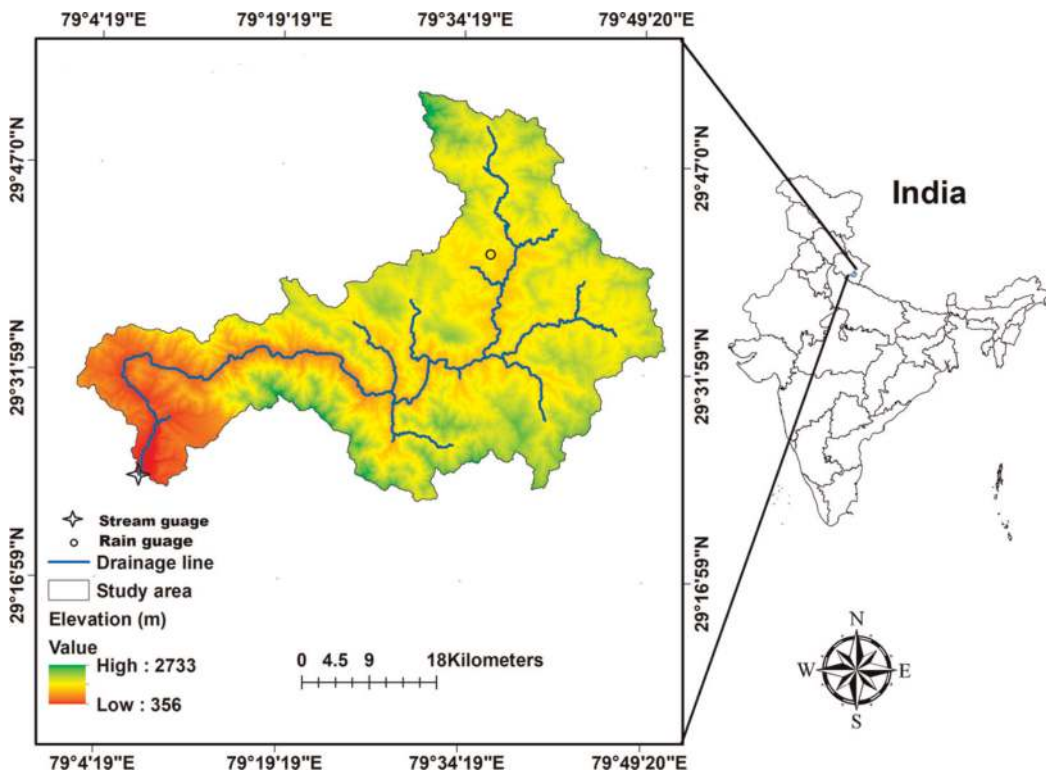 79°4'19"E 79°19'19"E 79°34'19"E 79°49'20"E
29°47'0"N
29°47'0"N
India
29°31'59"N
29°31'59"N
Stream guage
Rain guage
Drainage line
Study area
29°16'59"N
29°16'59"N
Elevation (m)
Value
High : 2733
Low : 356
0 4.5 9 18Kilometers
N
W E
S
79°4'19"E 79°19'19"E 79°34'19"E 79°49'20"E